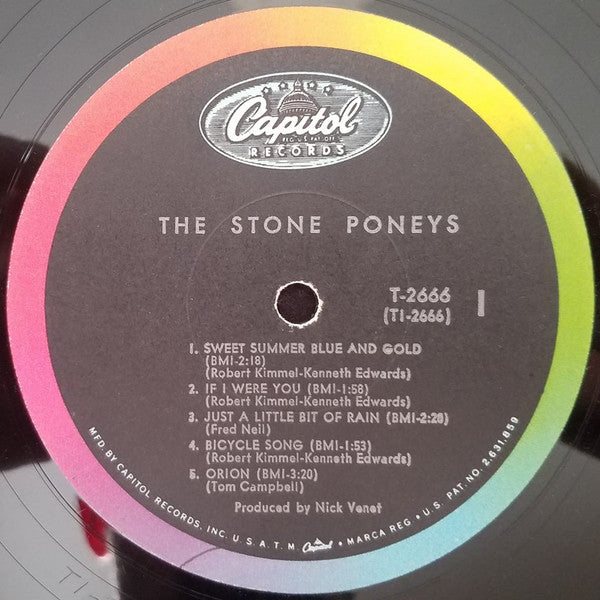 Capitol
REG. U.S. PAT. OFF.
RECORDS
THE STONE PONEYS
T-2666 1
(T1-2666)
1. SWEET SUMMER BLUE AND GOLD
(BMI-2:18)
(Robert Kimmel-Kenneth Edwards)
2. IF I WERE YOU (BMI-1:58)
(Robert Kimmel-Kenneth Edwards)
3. JUST A LITTLE BIT OF RAIN (BMI-2:28)
(Fred Neil)
4. BICYCLE SONG (BMI-1:53)
(Robert Kimmel-Kenneth Edwards)
5. ORION (BMI-3:20)
(Tom Campbell)
Produced by Nick Venet
MFD. BY CAPITOL RECORDS, INC. U.S.A. T.M. Capitol • MARCA REG • U.S. PAT. NO. 2,631,859